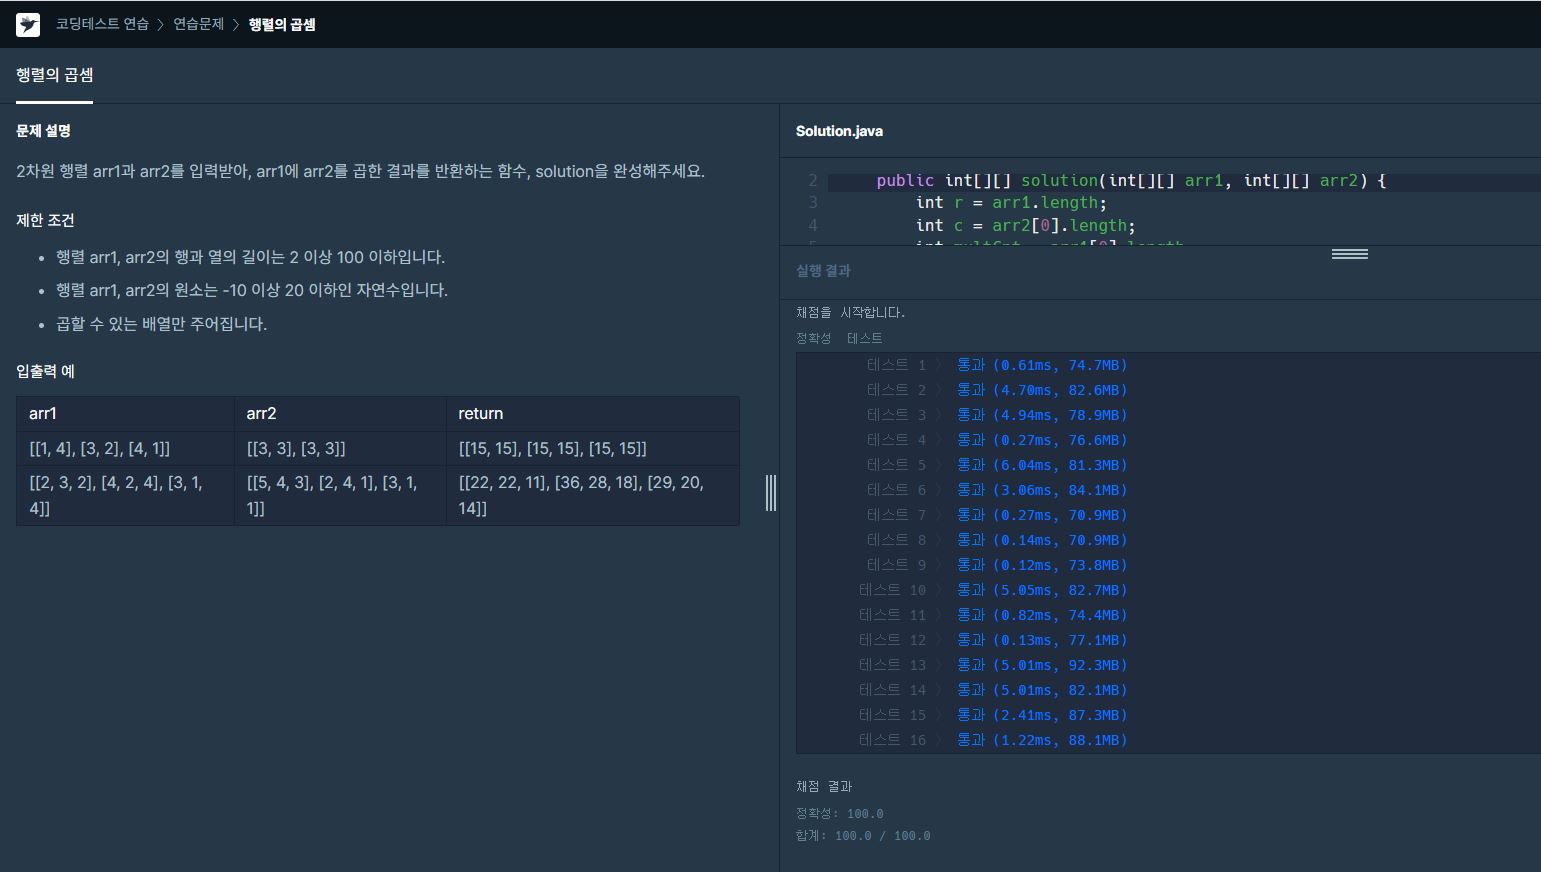 코딩테스트 연습 > 연습문제 > 행렬의 곱셈
행렬의 곱셈
문제 설명
2차원 행렬 arr1과 arr2를 입력받아, arr1에 arr2를 곱한 결과를 반환하는 함수, solution을 완성해주세요.
제한 조건
• 행렬 arr1, arr2의 행과 열의 길이는 2 이상 100 이하입니다.
• 행렬 arr1, arr2의 원소는 -10 이상 20 이하인 자연수입니다.
• 곱할 수 있는 배열만 주어집니다.
입출력 예
arr1 arr2 return
[[1, 4], [3, 2], [4, 1]] [[3, 3], [3, 3]] [[15, 15], [15, 15], [15, 15]]
[[2, 3, 2], [4, 2, 4], [3, 1, [[5, 4, 3], [2, 4, 1], [3, 1, [[22, 22, 11], [36, 28, 18], [29, 20,
4]] 1]] 14]]
Solution.java
2 public int[][] solution(int[][] arr1, int[][] arr2) {
3 int r = arr1.length;
4 int c = arr2[0].length;
실행 결과
채점을 시작합니다.
정확성 테스트
테스트 1 > 통과 (0.61ms, 74.7MB)
테스트 2 > 통과 (4.70ms, 82.6MB)
테스트 3 > 통과 (4.94ms, 78.9MB)
테스트 4 > 통과 (0.27ms, 76.6MB)
테스트 5 > 통과 (6.04ms, 81.3MB)
테스트 6 > 통과 (3.06ms, 84.1MB)
테스트 7 > 통과 (0.27ms, 70.9MB)
테스트 8 > 통과 (0.14ms, 70.9MB)
테스트 9 > 통과 (0.12ms, 73.8MB)
테스트 10 > 통과 (5.05ms, 82.7MB)
테스트 11 > 통과 (0.82ms, 74.4MB)
테스트 12 > 통과 (0.13ms, 77.1MB)
테스트 13 > 통과 (5.01ms, 92.3MB)
테스트 14 > 통과 (5.01ms, 82.1MB)
테스트 15 > 통과 (2.41ms, 87.3MB)
테스트 16 > 통과 (1.22ms, 88.1MB)
채점 결과
정확성: 100.0
합계: 100.0 / 100.0